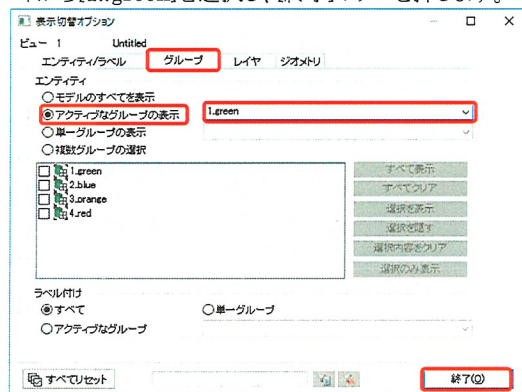 表示切替オプション
ビュー 1 Untitled
エンティティ/ラベル グループ レイヤ ジオメトリ
エンティティ
モデルのすべてを表示
アクティブなグループの表示 1.green
単一グループの表示
複数グループの選択
1.green
2.blue
3.orange
4.red
すべて表示
すべてクリア
選択を表示
選択を隠す
選択内容をクリア
選択のみ表示
ラベル付け
すべて 単一グループ
アクティブなグループ
すべてリセット 終了(O)